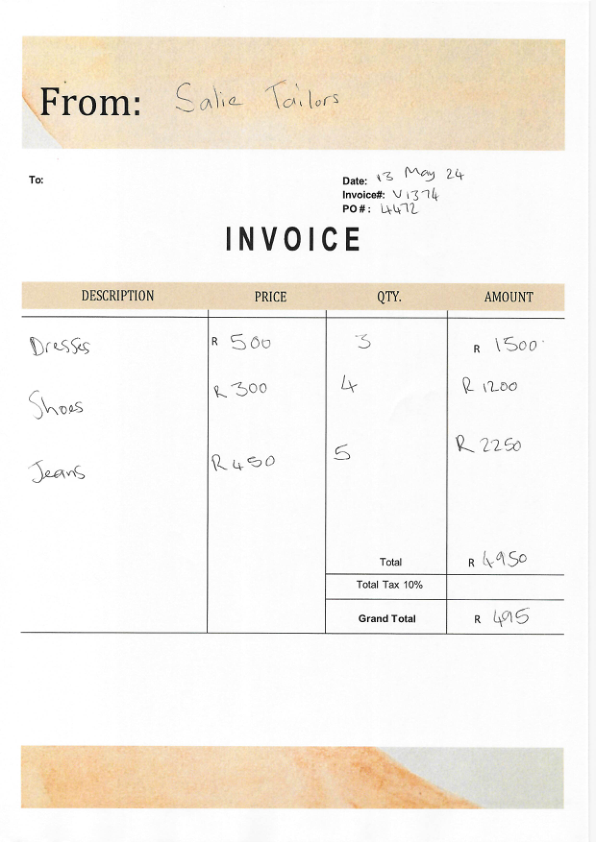 From: Salie Tailors
To:
Date: 13 May 24
Invoice#: V1374
PO#: 4472
INVOICE
DESCRIPTION PRICE QTY. AMOUNT
Dresses R 500 3 R 1500
Shoes R 300 4 R 1200
Jeans R 450 5 R 2250
Total R 4950
Total Tax 10%
Grand Total R 495